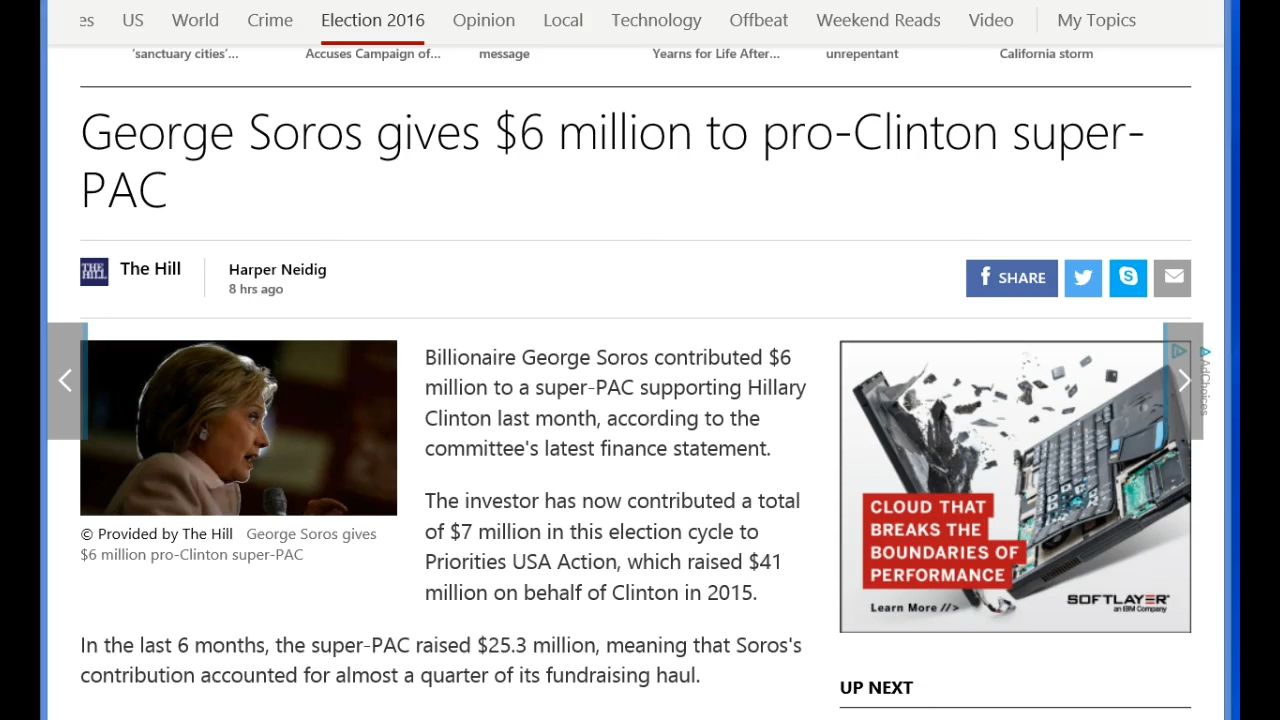 es US World Crime Election 2016 Opinion Local Technology Offbeat Weekend Reads Video My Topics
‘sanctuary cities’... Accuses Campaign of... message Yearns for Life After... unrepentant California storm
George Soros gives $6 million to pro-Clinton super-
PAC
THE HILL
The Hill
Harper Neidig
8 hrs ago
f SHARE
© Provided by The Hill George Soros gives
$6 million pro-Clinton super-PAC
Billionaire George Soros contributed $6
million to a super-PAC supporting Hillary
Clinton last month, according to the
committee's latest finance statement.
The investor has now contributed a total
of $7 million in this election cycle to
Priorities USA Action, which raised $41
million on behalf of Clinton in 2015.
In the last 6 months, the super-PAC raised $25.3 million, meaning that Soros's
contribution accounted for almost a quarter of its fundraising haul.
AdChoices
CLOUD THAT
BREAKS THE
BOUNDARIES OF
PERFORMANCE
Learn More //>
SOFTLAYER®
an IBM Company
UP NEXT